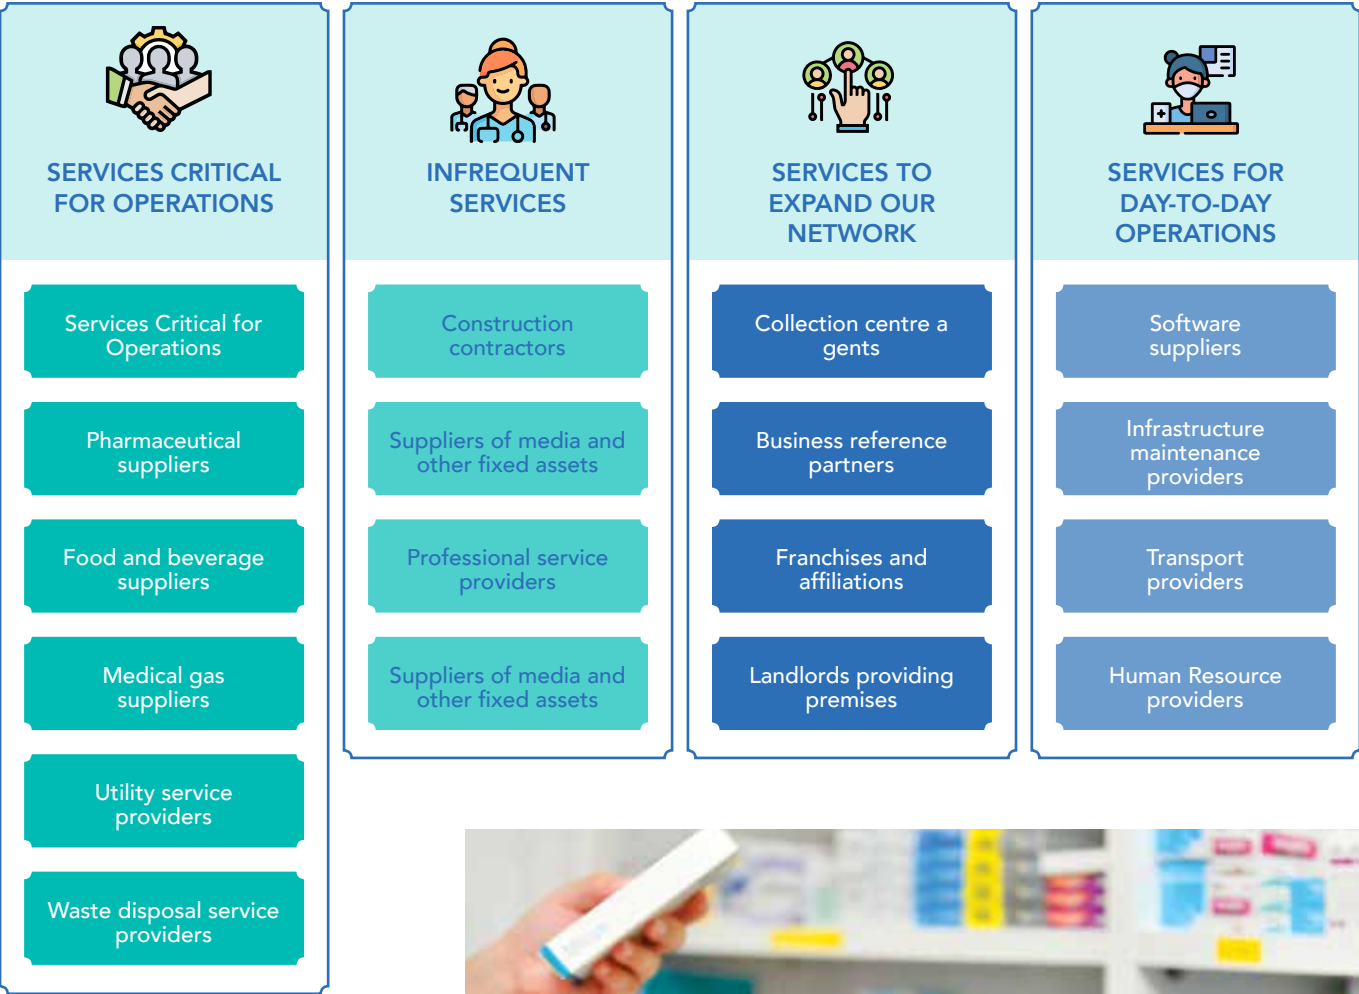 SERVICES CRITICAL
FOR OPERATIONS
Services Critical for
Operations
Pharmaceutical
suppliers
Food and beverage
suppliers
Medical gas
suppliers
Utility service
providers
Waste disposal service
providers
INFREQUENT
SERVICES
Construction
contractors
Suppliers of media and
other fixed assets
Professional service
providers
Suppliers of media and
other fixed assets
SERVICES TO
EXPAND OUR
NETWORK
Collection centre a
gents
Business reference
partners
Franchises and
affiliations
Landlords providing
premises
SERVICES FOR
DAY-TO-DAY
OPERATIONS
Software
suppliers
Infrastructure
maintenance
providers
Transport
providers
Human Resource
providers